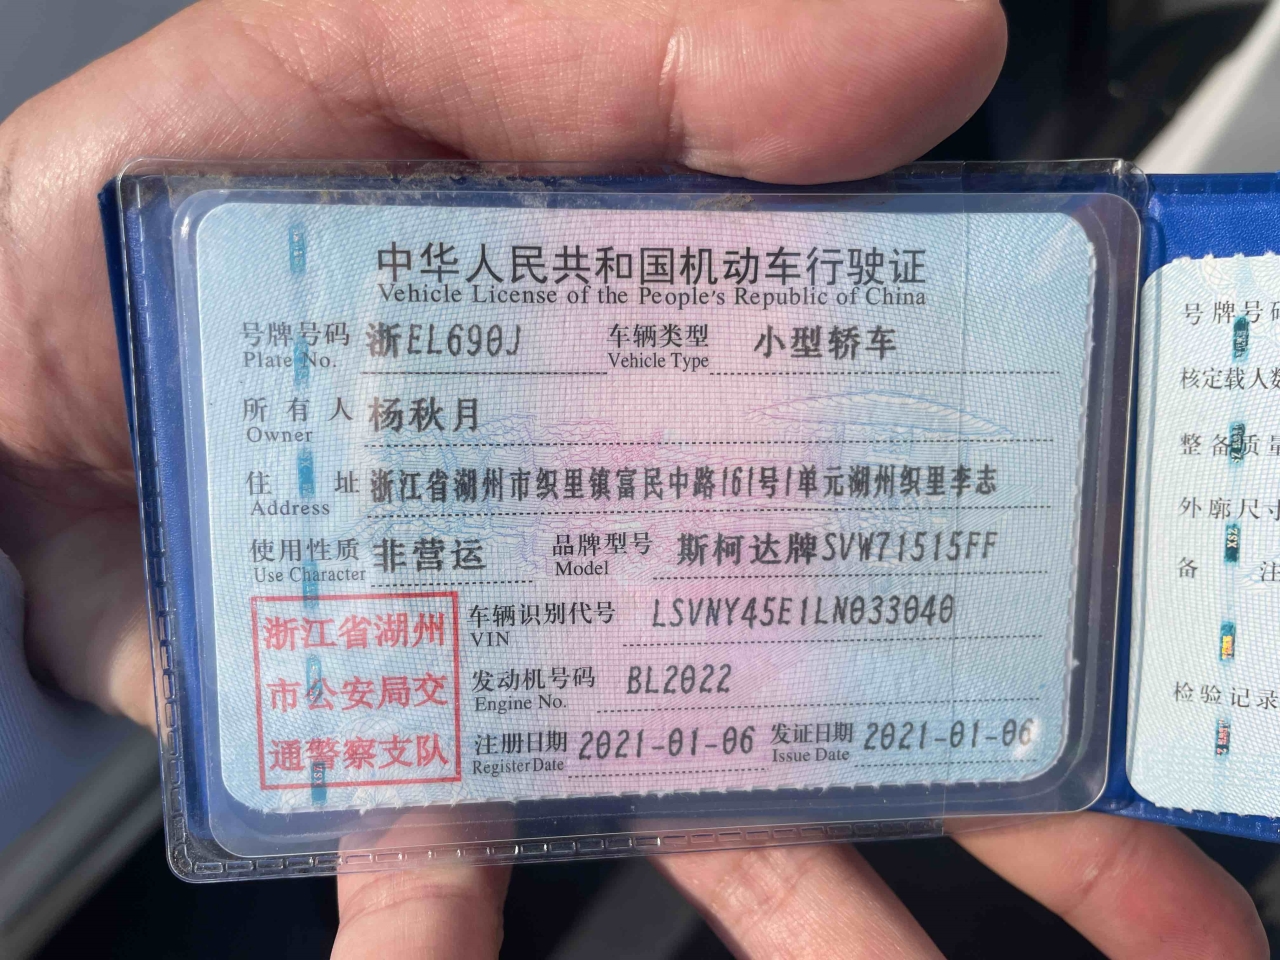 中华人民共和国机动车行驶证
Vehicle License of the People's Republic of China
号牌号码 浙EL690J 车辆类型 小型轿车
Plate No. Vehicle Type
所有人 杨秋月
Owner
住址 浙江省湖州市织里镇富民中路161号1单元湖州织里李志
Address
使用性质 非营运 品牌型号 斯柯达牌SVW71515FF
Use Character Model
浙江省湖州
市公安局交
通警察支队
车辆识别代号 LSVNY45E1LN033040
VIN
发动机号码 BL2022
Engine No.
注册日期 2021-01-06 发证日期 2021-01-06
Register Date Issue Date
号牌号码
核定载人数
整备质量
外廓尺寸
备注
检验记录